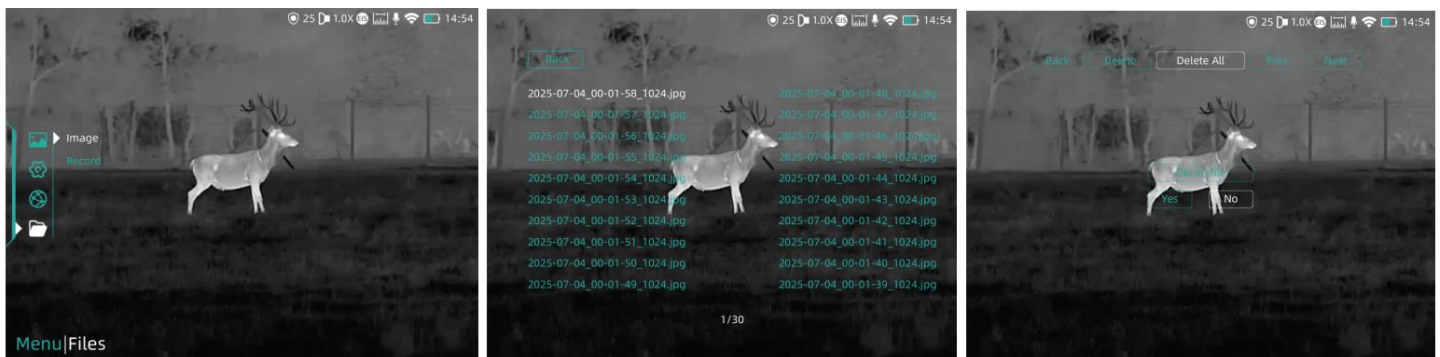 25 1.0X EIS 14:54
Image
Record
Menu|Files
25 1.0X EIS 14:54
Back
2025-07-04_00-01-58_1024.jpg 2025-07-04_00-01-48_1024.jpg
2025-07-04_00-01-57_1024.jpg 2025-07-04_00-01-47_1024.jpg
2025-07-04_00-01-56_1024.jpg 2025-07-04_00-01-46_1024.jpg
2025-07-04_00-01-55_1024.jpg 2025-07-04_00-01-45_1024.jpg
2025-07-04_00-01-54_1024.jpg 2025-07-04_00-01-44_1024.jpg
2025-07-04_00-01-53_1024.jpg 2025-07-04_00-01-43_1024.jpg
2025-07-04_00-01-52_1024.jpg 2025-07-04_00-01-42_1024.jpg
2025-07-04_00-01-51_1024.jpg 2025-07-04_00-01-41_1024.jpg
2025-07-04_00-01-50_1024.jpg 2025-07-04_00-01-40_1024.jpg
2025-07-04_00-01-49_1024.jpg 2025-07-04_00-01-39_1024.jpg
1/30
25 1.0X EIS 14:54
Back Delete Delete All Prev Next
Yes No